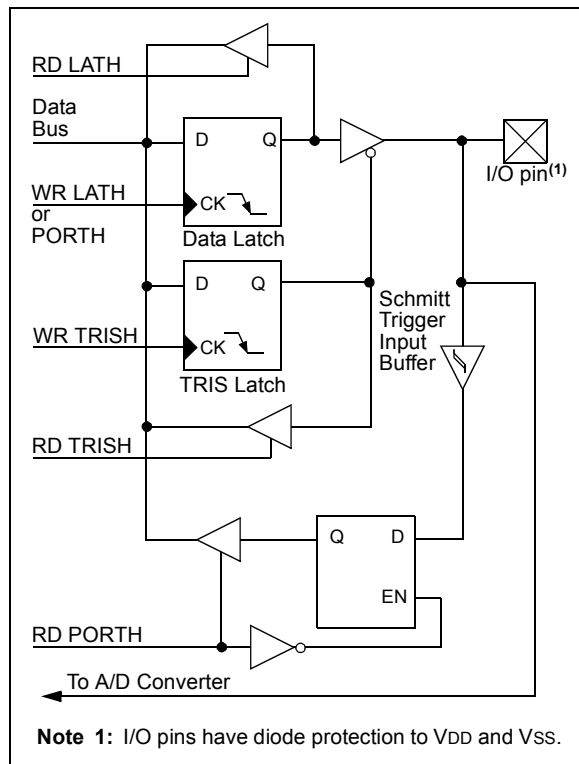 RD LATH
Data
Bus
D Q
I/O pin(1)
WR LATH
or
PORTH
CK
Data Latch
D Q
Schmitt
Trigger
Input
Buffer
WR TRISH
CK
TRIS Latch
RD TRISH
Q D
EN
RD PORTH
To A/D Converter
Note 1: I/O pins have diode protection to VDD and VSS.